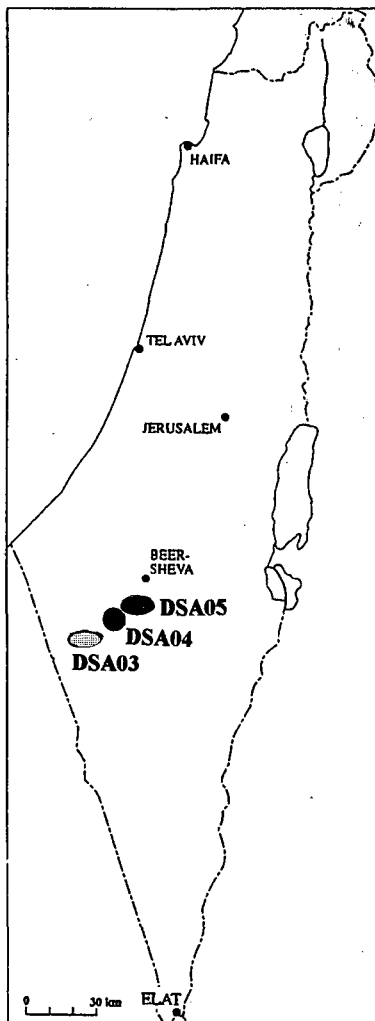 HAIFA
TEL AVIV
JERUSALEM
BEER-
SHEVA
DSA05
DSA04
DSA03
ELAT
0 30 km